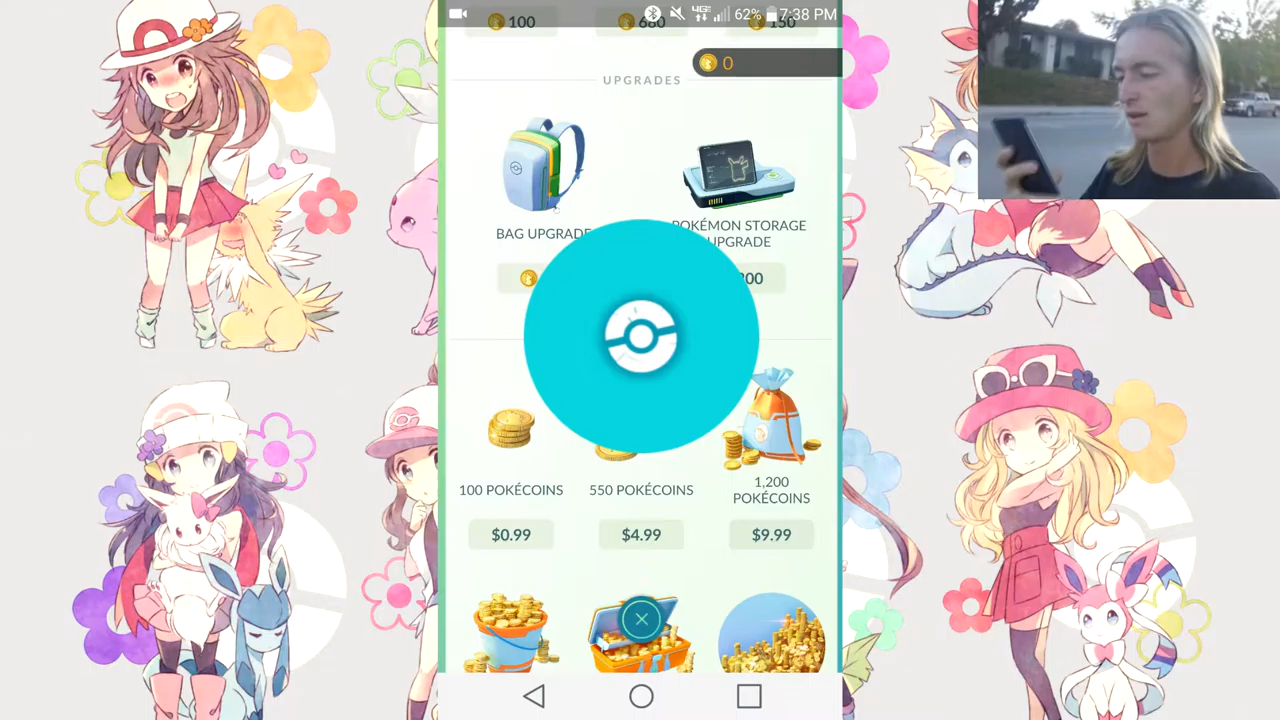 4GE 62% 7:38 PM
100 680 150
0
UPGRADES
BAG UPGRADE
POKÉMON STORAGE
UPGRADE
100 POKÉCOINS
550 POKÉCOINS
1,200
POKÉCOINS
$0.99
$4.99
$9.99